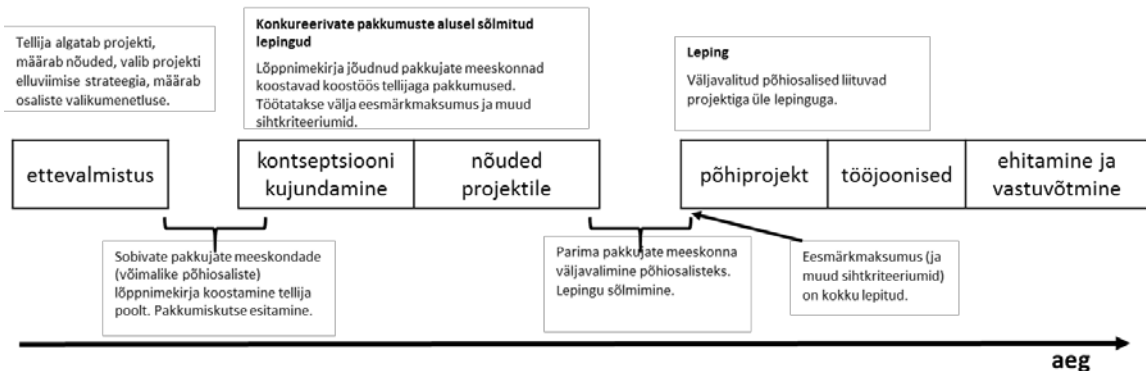 Tellija algatab projekti,
määrab nõuded, valib projekti
elluviimise strateegia, määrab
osaliste valikumenetluse.
Konkureerivate pakkumuste alusel sõlmitud
lepingud
Lõppnimekirja jõudnud pakkujate meeskonnad
koostavad koostöös tellijaga pakkumused.
Töötatakse välja eesmärkmaksumus ja muud
sihtkriteeriumid.
Leping
Väljavalitud põhiosalised liituvad
projektiga üle lepinguga.
ettevalmistus
kontseptsiooni
kujundamine
nõuded
projektile
põhiprojekt
tööjoonised
ehitamine ja
vastuvõtmine
Sobivate pakkujate meeskondade
(võimalike põhiosaliste)
lõppnimekirja koostamine tellija
poolt. Pakkumiskutse esitamine.
Parima pakkujate meeskonna
väljavalimine põhiosalisteks.
Lepingu sõlmimine.
Eesmärkmaksumus (ja
muud sihtkriteeriumid)
on kokku lepitud.
aeg